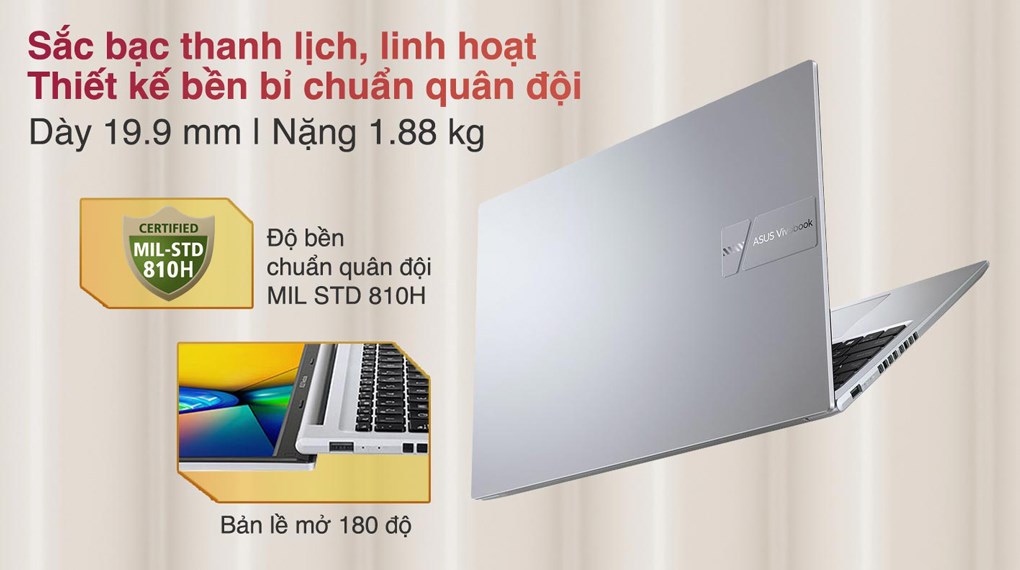 Sắc bạc thanh lịch, linh hoạt
Thiết kế bền bỉ chuẩn quân đội
Dày 19.9 mm | Nặng 1.88 kg
CERTIFIED
MIL-STD
810H
Độ bền
chuẩn quân đội
MIL STD 810H
ASUS Vivobook
Bản lề mở 180 độ